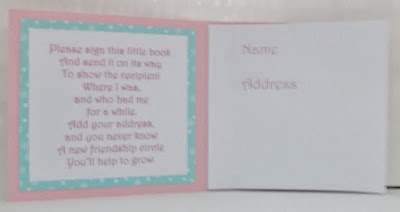 Please sign this little book
And send it on its way
To show the recipient
Where I was,
and who had me
for a while.
Add your address,
and you never know
A new friendship circle
You'll help to grow.
Name
Address